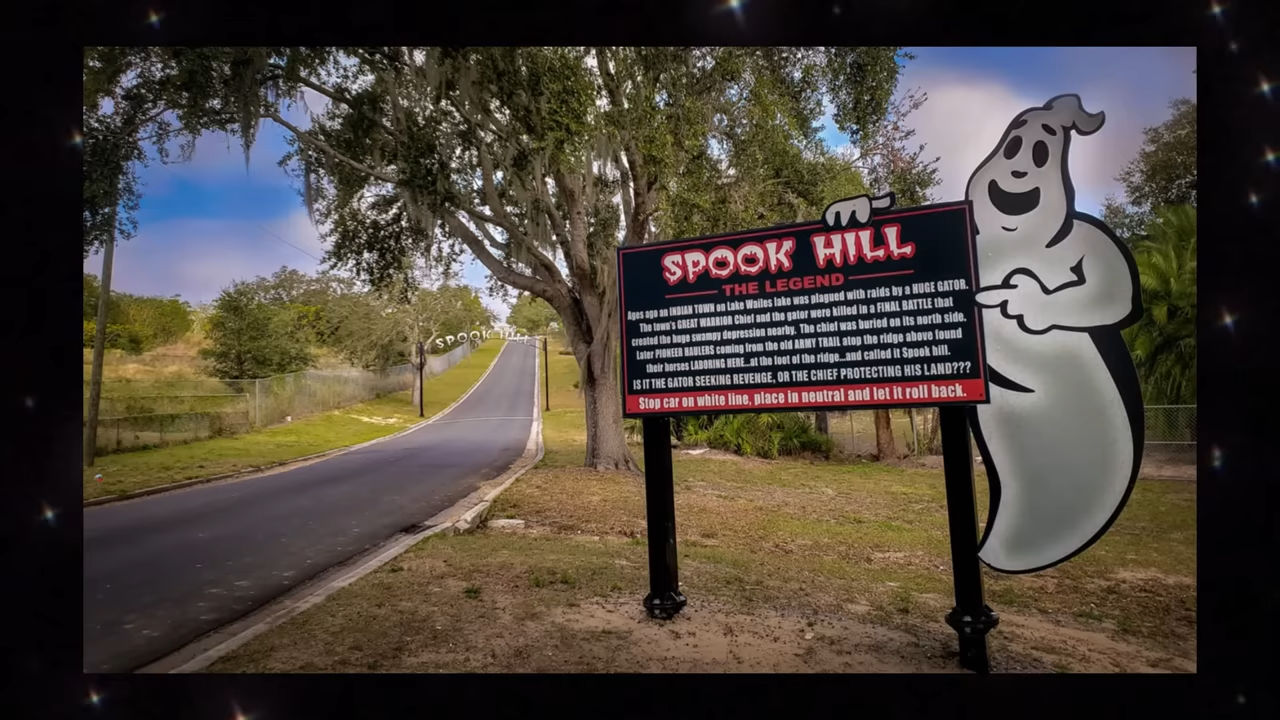 SPOOK HILL
SPOOK HILL
THE LEGEND
Ages ago an INDIAN TOWN on Lake Wailes lake was plagued with raids by a HUGE GATOR.
The town's GREAT WARRIOR Chief and the gator were killed in a FINAL BATTLE that
created the huge swampy depression nearby. The chief was buried on its north side.
Later PIONEER HAULERS coming from the old ARMY TRAIL atop the ridge above found
their horses LABORING HERE...at the foot of the ridge...and called it Spook hill.
IS IT THE GATOR SEEKING REVENGE, OR THE CHIEF PROTECTING HIS LAND???
Stop car on white line, place in neutral and let it roll back.